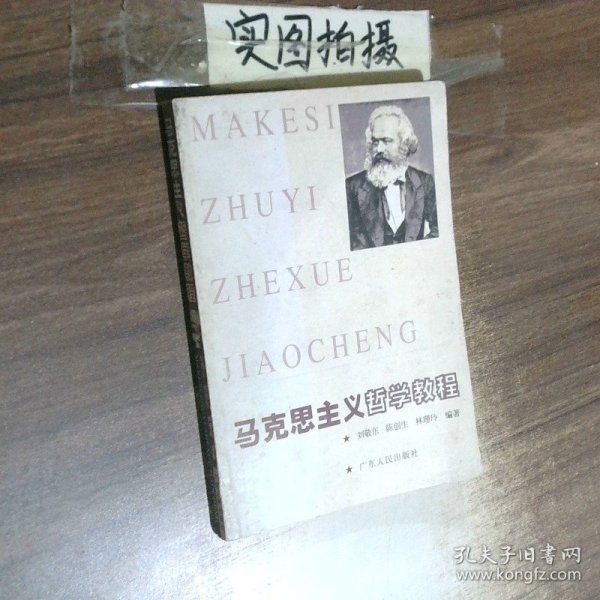 实图拍摄
MAKESI
ZHUYI
ZHEXUE
JIAOCHENG
马克思主义哲学教程
★ 刘敬东 陈创生 林理玲 编著
★ 广东人民出版社
孔夫子旧书网
www.kongfz.com